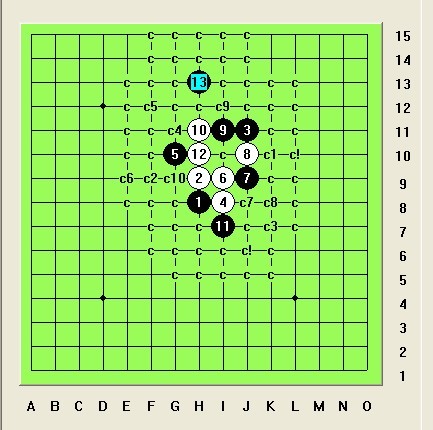 c c c c c 15
c c c c c 14
c c c 13 c c c c 13
c c5 c c c9 c c c 12
c c c4 10 9 3 c c 11
c c 5 12 c 8 c1 c! 10
c6 c2 c10 2 6 7 c c 9
c c c 1 4 c7 c8 c 8
c c c 11 c c3 c 7
c c c c c! c 6
c c c c c 5
4
3
2
1
A B C D E F G H I J K L M N O